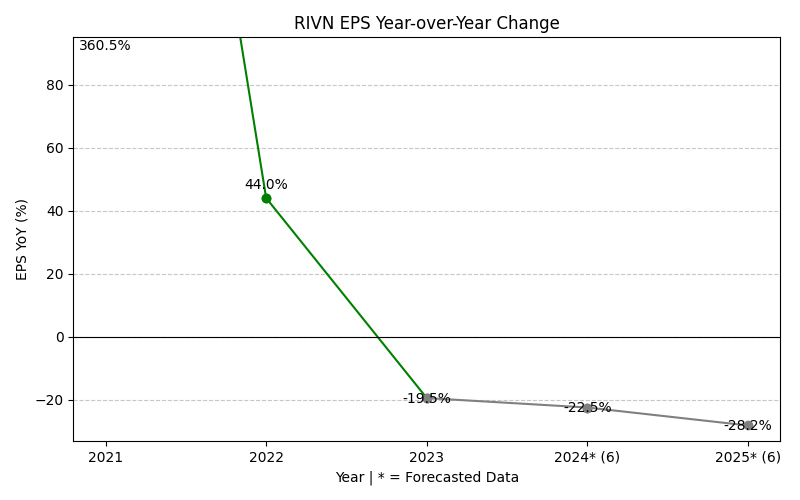 RIVN EPS Year-over-Year Change
360.5%
80
60
44.0%
40
20
0
-19.5%
-22.5%
-28.2%
−20
EPS YoY (%)
2021 2022 2023 2024* (6) 2025* (6)
Year | * = Forecasted Data